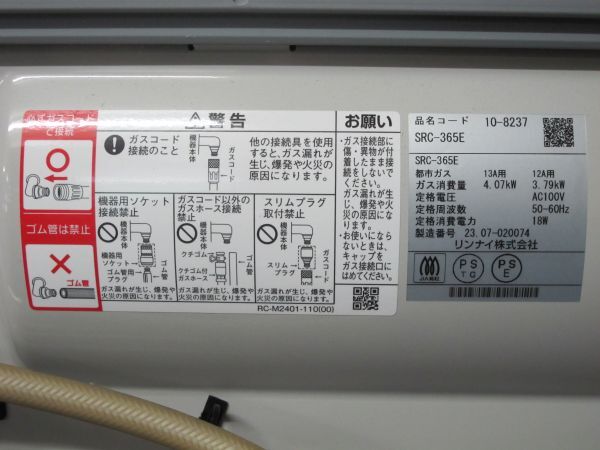 必ずガスコード
で接続
ゴム管は禁止
ゴム管
警告
ガスコード
接続のこと
機器本体
ガスコード
他の接続具を使用
すると、ガス漏れが
生じ、爆発や火災
の原因になります。
機器用ソケット
接続禁止
機器本体
機器用
ソケット
ゴム管
ゴム管用
プラグ
ガス漏れが生じ、爆発や
火災の原因になります。
ガスコード以外の
ガスホース接続
禁止
機器本体
クチゴム
クチゴム付
ガスホース
ガス漏れが生じ、爆発や
火災の原因になります。
スリムプラグ
取付禁止
機器本体
ガスコード
スリム
プラグ
ガス漏れが生じ、爆発や
火災の原因になります。
RC-M2401-110(00)
お願い
・ガス接続部に
傷・異物が付
着したまま接続
をしないでくだ
さい。ガス漏れ
が生じ、爆発や
火災の原因に
なります。
・お使いになら
ないときは、
キャップを
ガス接続口に
はめてください。
品名コード 10-8237
SRC-365E
SRC-365E
都市ガス 13A用 12A用
ガス消費量 4.07kW 3.79kW
定格電圧 AC100V
定格周波数 50-60Hz
定格消費電力 18W
製造番号 23.07-020074
リンナイ株式会社
JIA認証
PS
TG
PS
E